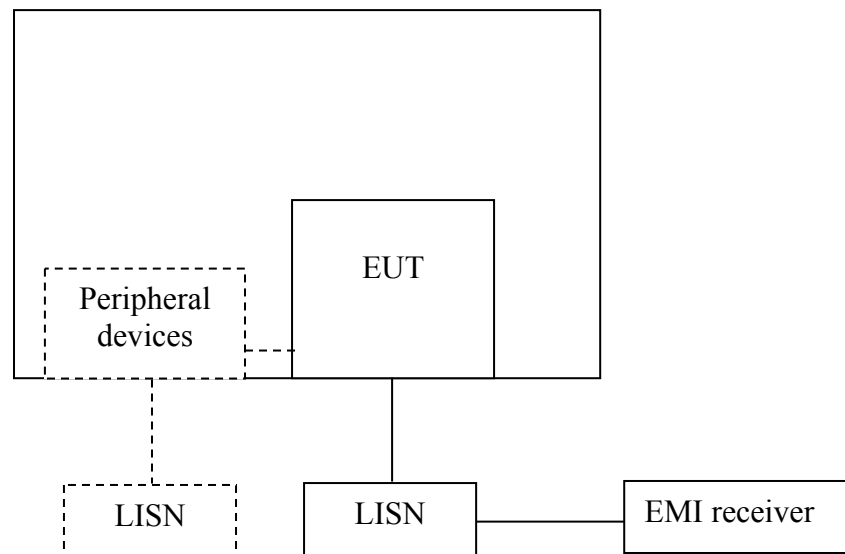 EUT
Peripheral
devices
LISN
LISN
EMI receiver